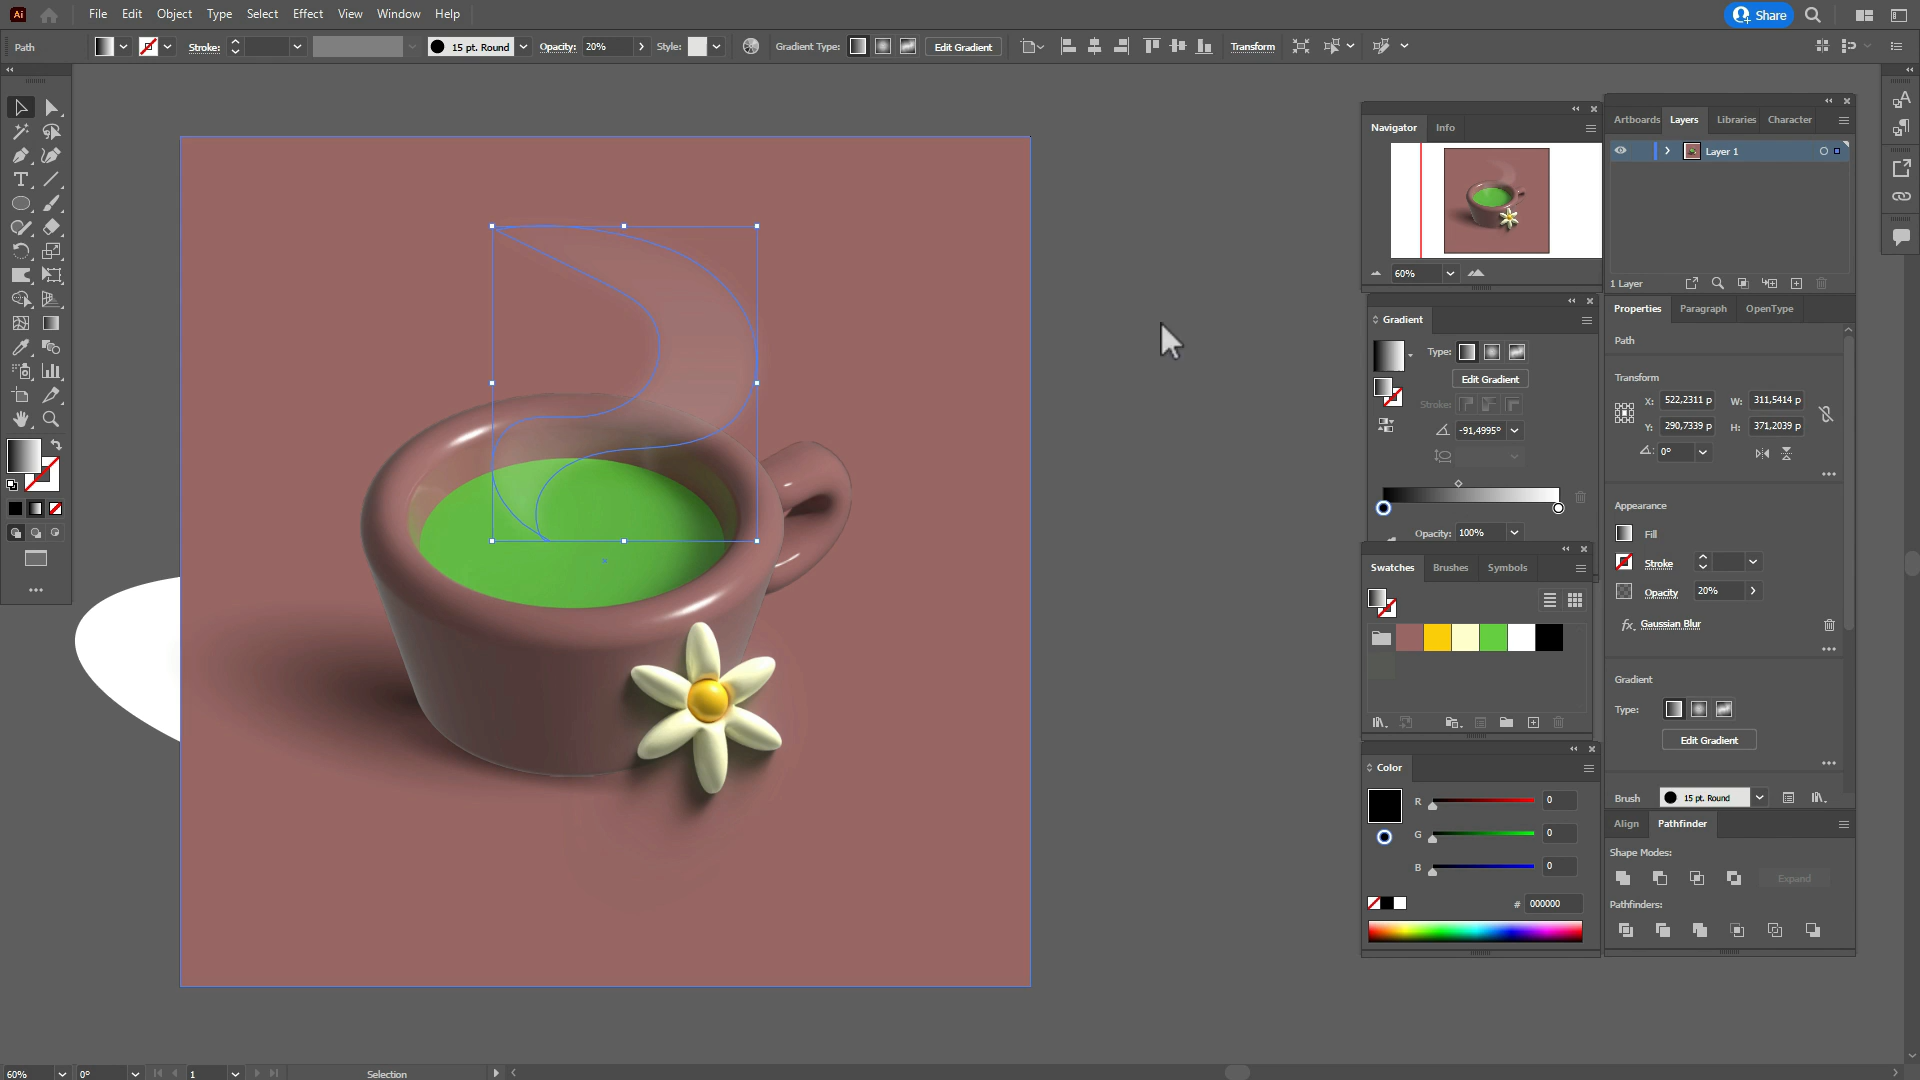 Ai File Edit Object Type Select Effect View Window Help Share
Path Stroke: 15 pt. Round Opacity: 20% Style: Gradient Type: Edit Gradient Transform
Navigator Info
60%
Gradient
Type:
Edit Gradient
Stroke:
-91,4995°
Opacity: 100%
Swatches Brushes Symbols
Color
R 0
G 0
B 0
# 000000
Artboards Layers Libraries Character
Layer 1
1 Layer
Properties Paragraph OpenType
Path
Transform
X: 522,2311 p W: 311,5414 p
Y: 290,7339 p H: 371,2039 p
0°
Appearance
Fill
Stroke
Opacity 20%
fx. Gaussian Blur
Gradient
Type:
Edit Gradient
Brush 15 pt. Round
Align Pathfinder
Shape Modes:
Expand
Pathfinders:
60% 0° 1 Selection